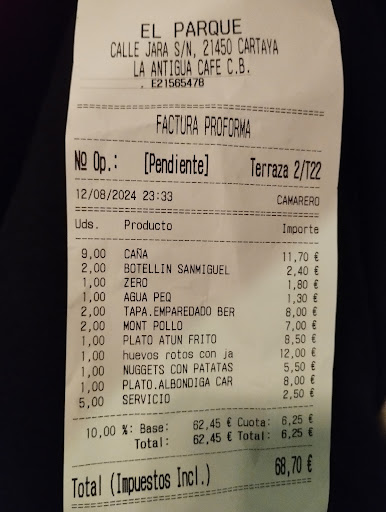 EL PARQUE
CALLE JARA S/N, 21450 CARTAYA
LA ANTIGUA CAFE C.B.
, E21565478
FACTURA PROFORMA
Nº Op.: [Pendiente] Terraza 2/T22
12/08/2024 23:33 CAMARERO
Uds. Producto Importe
9,00 CAÑA 11,70 €
2,00 BOTELLIN SANMIGUEL 2,40 €
1,00 ZERO 1,80 €
1,00 AGUA PEQ 1,30 €
2,00 TAPA.EMPAREDADO BER 8,00 €
2,00 MONT POLLO 7,00 €
1,00 PLATO ATUN FRITO 8,50 €
1,00 huevos rotos con ja 12,00 €
1,00 NUGGETS CON PATATAS 5,50 €
1,00 PLATO.ALBONDIGA CAR 8,00 €
5,00 SERVICIO 2,50 €
10,00 %: Base: 62,45 € Cuota: 6,25 €
Total: 62,45 € Total: 6,25 €
Total (Impuestos Incl.) 68,70 €